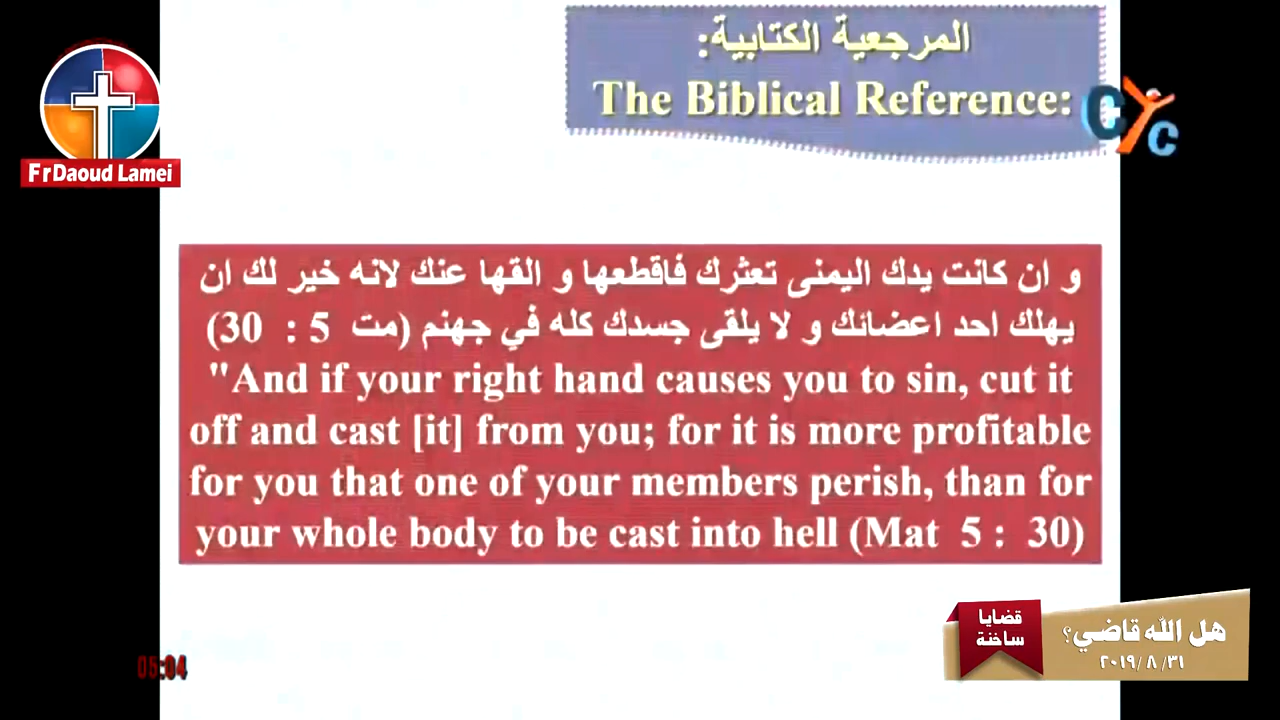 المرجعية الكتابية:
The Biblical Reference:
CYC
FrDaoud Lamei
و ان كانت يدك اليمنى تعثرك فاقطعها و القها عنك لانه خير لك ان
يهلك احد اعضائك و لا يلقى جسدك كله في جهنم (مت 5 : 30)
"And if your right hand causes you to sin, cut it
off and cast [it] from you; for it is more profitable
for you that one of your members perish, than for
your whole body to be cast into hell (Mat 5 : 30)
قضايا
ساخنة
هل الله قاضي؟
٢٠١٩/ ٨ /٣١
05:04